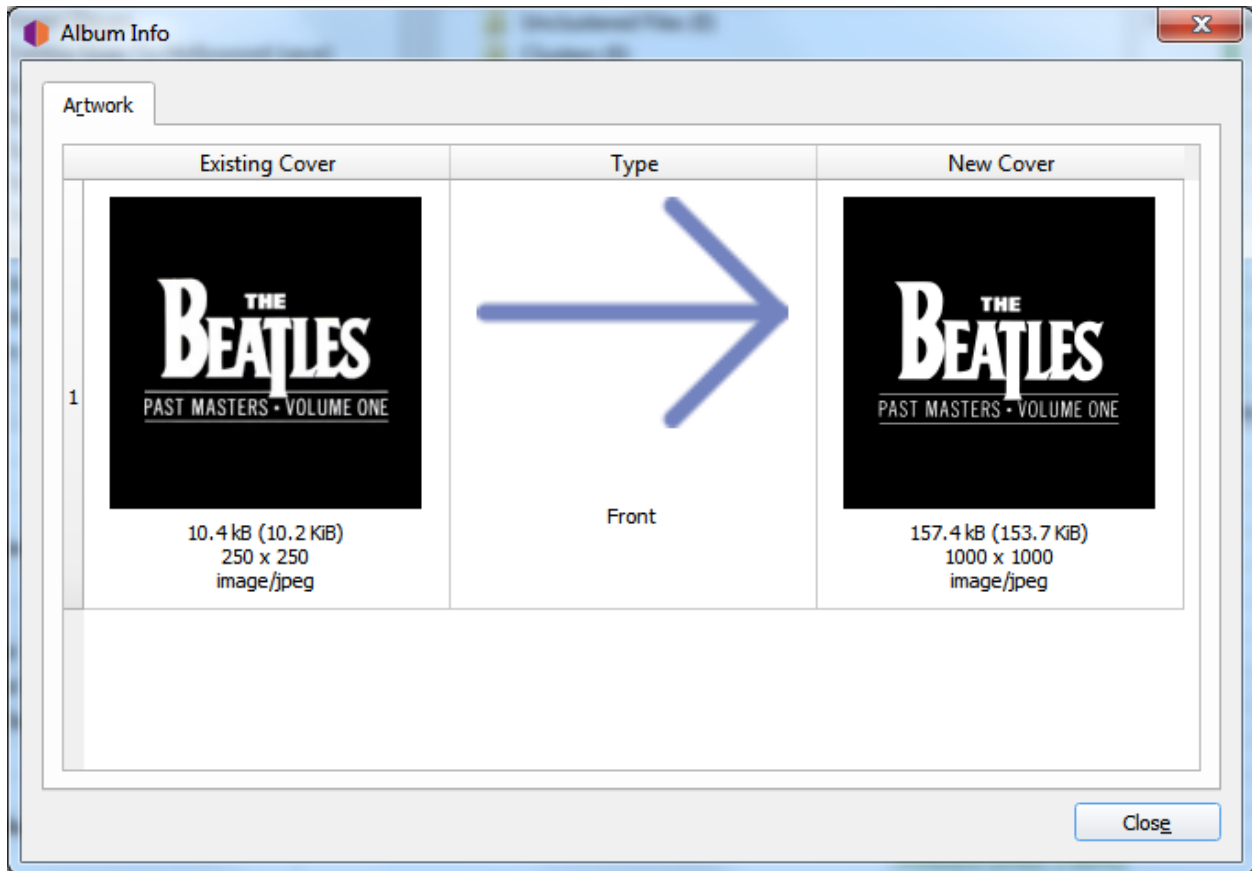 Album Info
Artwork
Existing Cover Type New Cover
1
THE
BEATLES
PAST MASTERS • VOLUME ONE
10.4 kB (10.2 KiB)
250 x 250
image/jpeg
Front
THE
BEATLES
PAST MASTERS • VOLUME ONE
157.4 kB (153.7 KiB)
1000 x 1000
image/jpeg
Close